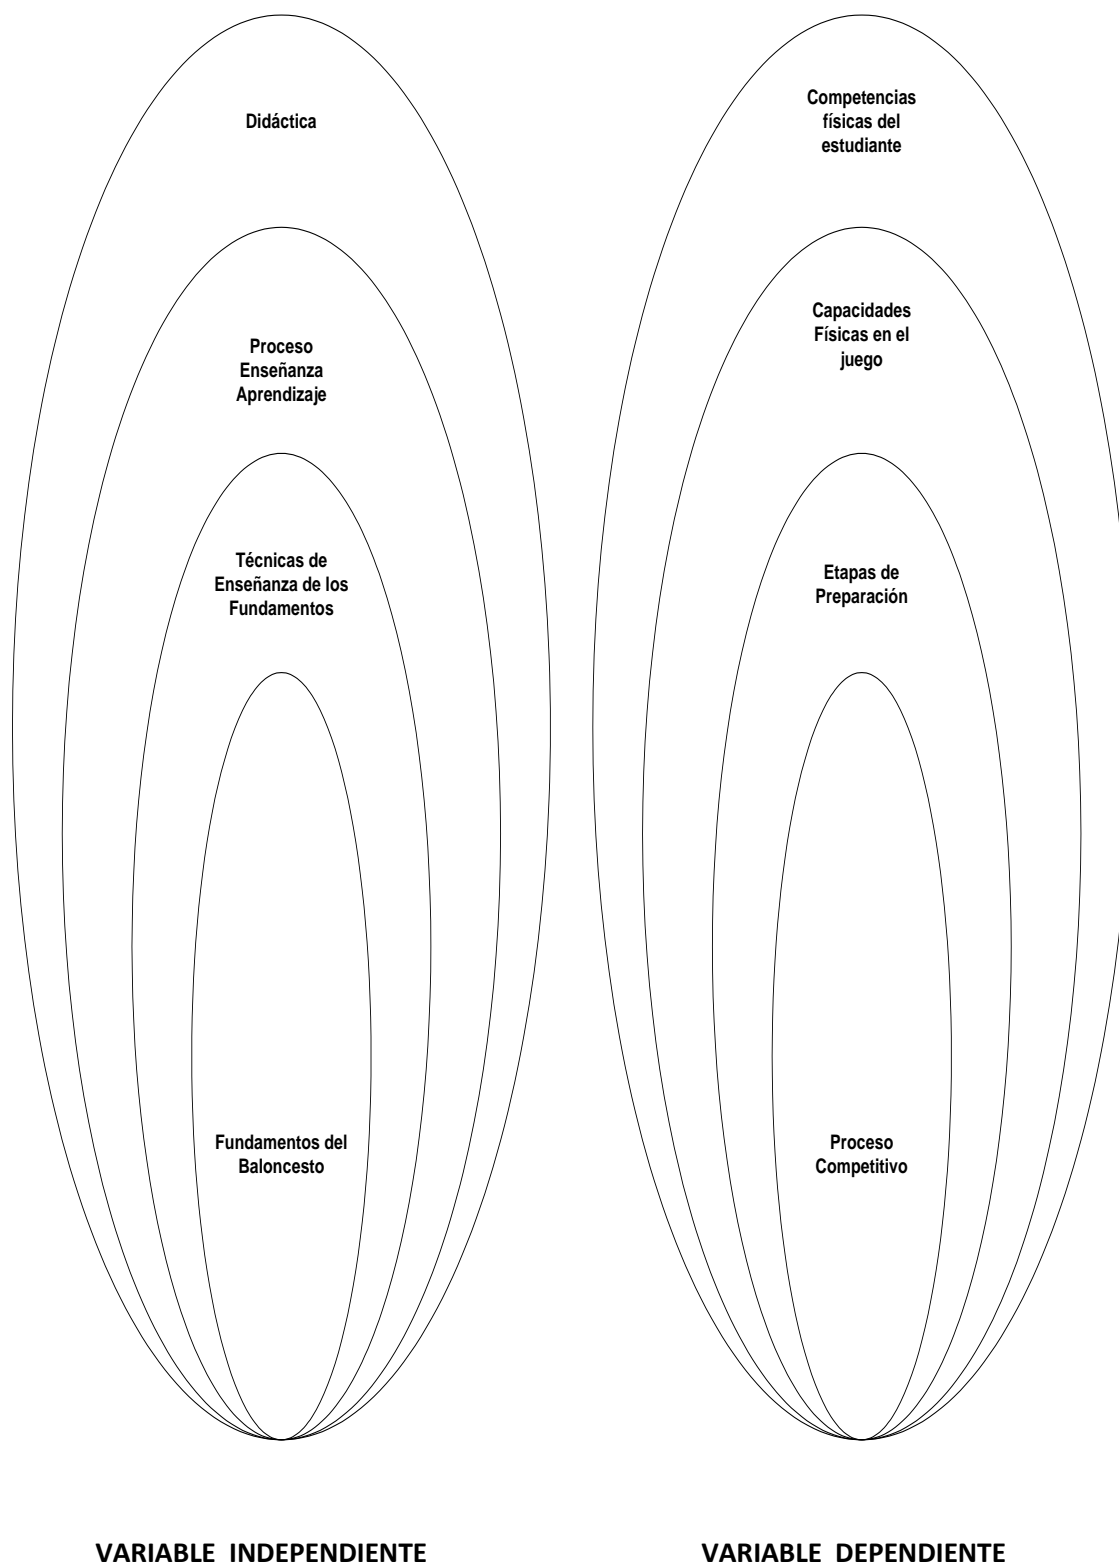 Didáctica
Proceso
Enseñanza
Aprendizaje
Técnicas de
Enseñanza de los
Fundamentos
Fundamentos del
Baloncesto
VARIABLE INDEPENDIENTE
Competencias
físicas del
estudiante
Capacidades
Físicas en el
juego
Etapas de
Preparación
Proceso
Competitivo
VARIABLE DEPENDIENTE